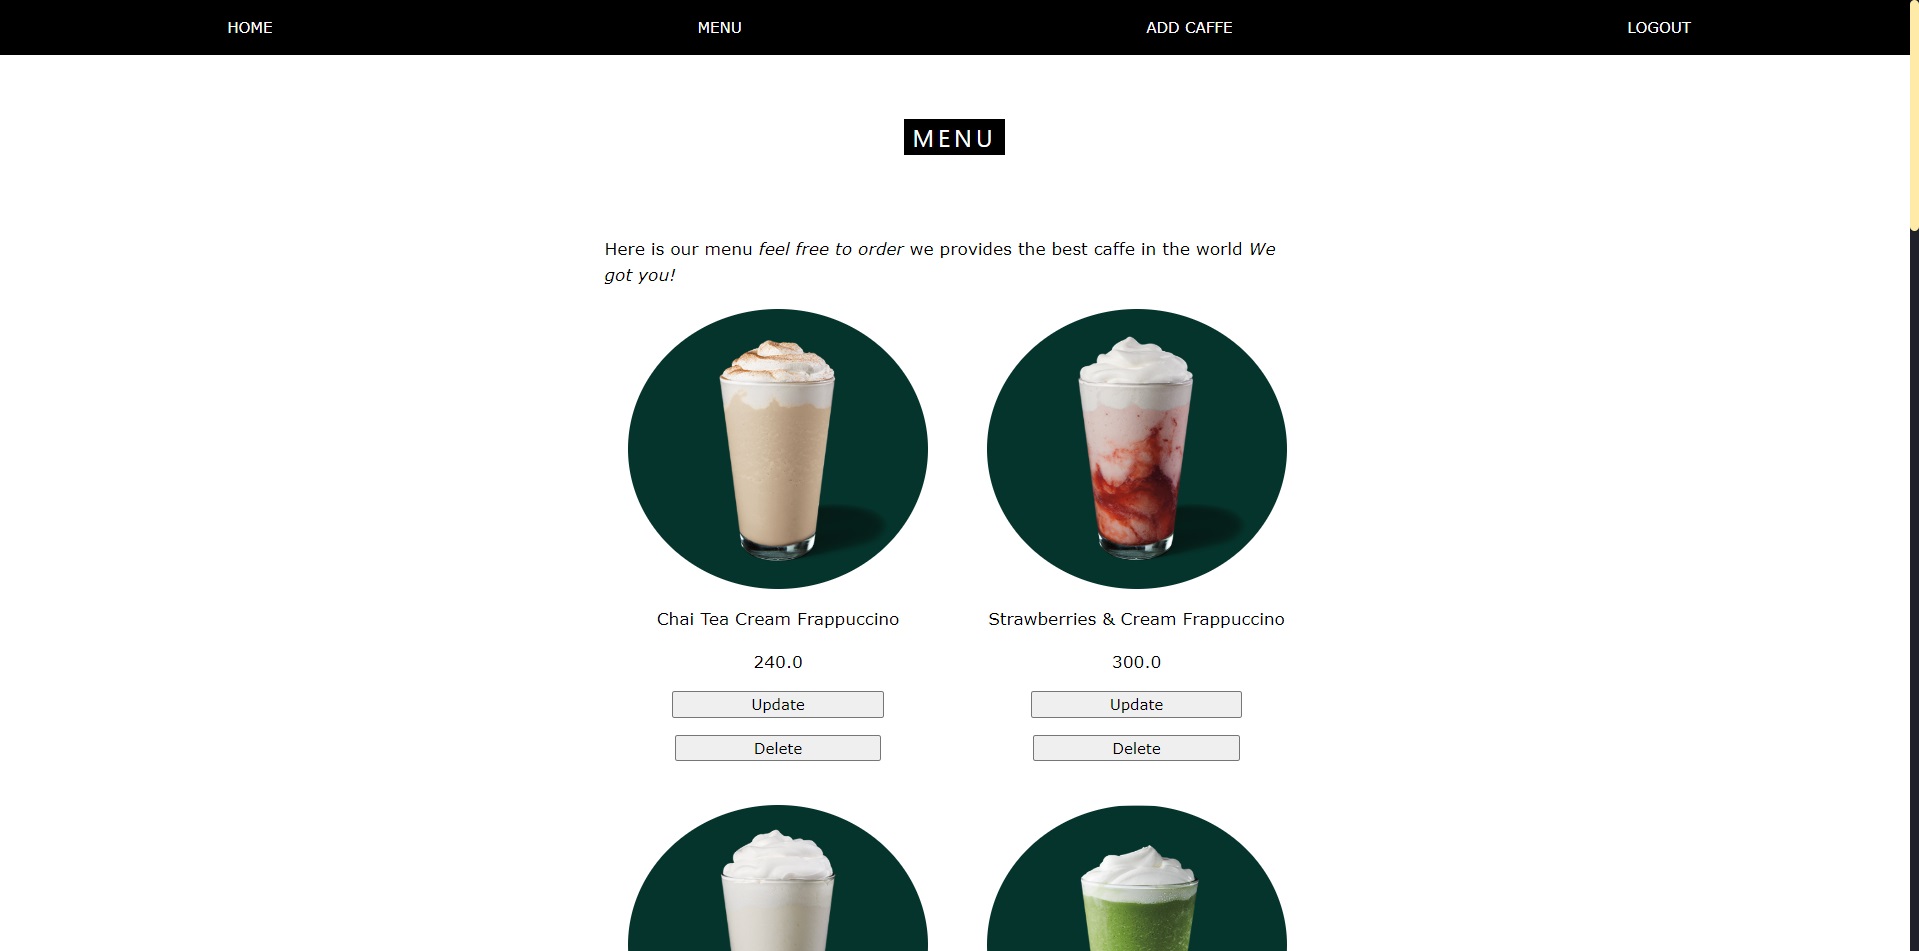 HOME MENU ADD CAFFE LOGOUT
MENU
Here is our menu feel free to order we provides the best caffe in the world We
got you!
Chai Tea Cream Frappuccino
240.0
Update
Delete
Strawberries & Cream Frappuccino
300.0
Update
Delete